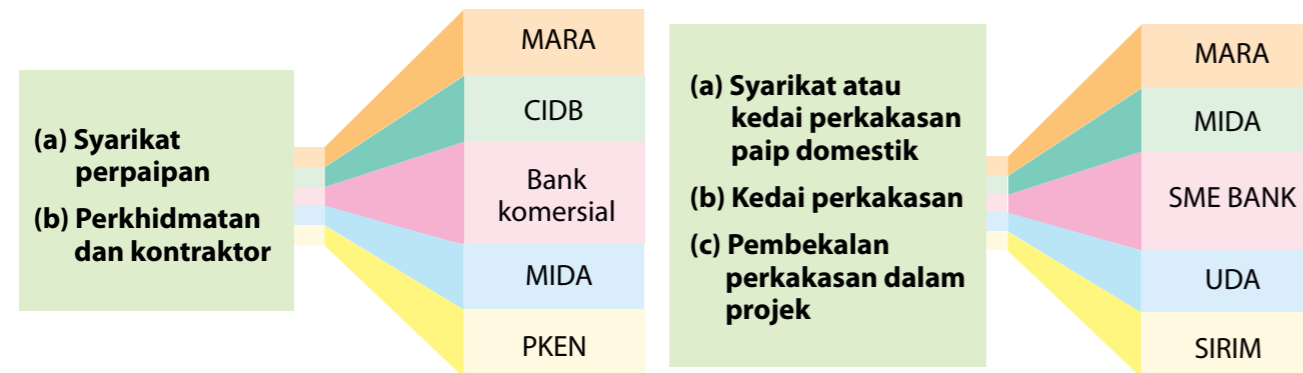 (a) Syarikat
perpaipan
(b) Perkhidmatan
dan kontraktor
MARA
CIDB
Bank
komersial
MIDA
PKEN
(a) Syarikat atau
kedai perkakasan
paip domestik
(b) Kedai perkakasan
(c) Pembekalan
perkakasan dalam
projek
MARA
MIDA
SME BANK
UDA
SIRIM